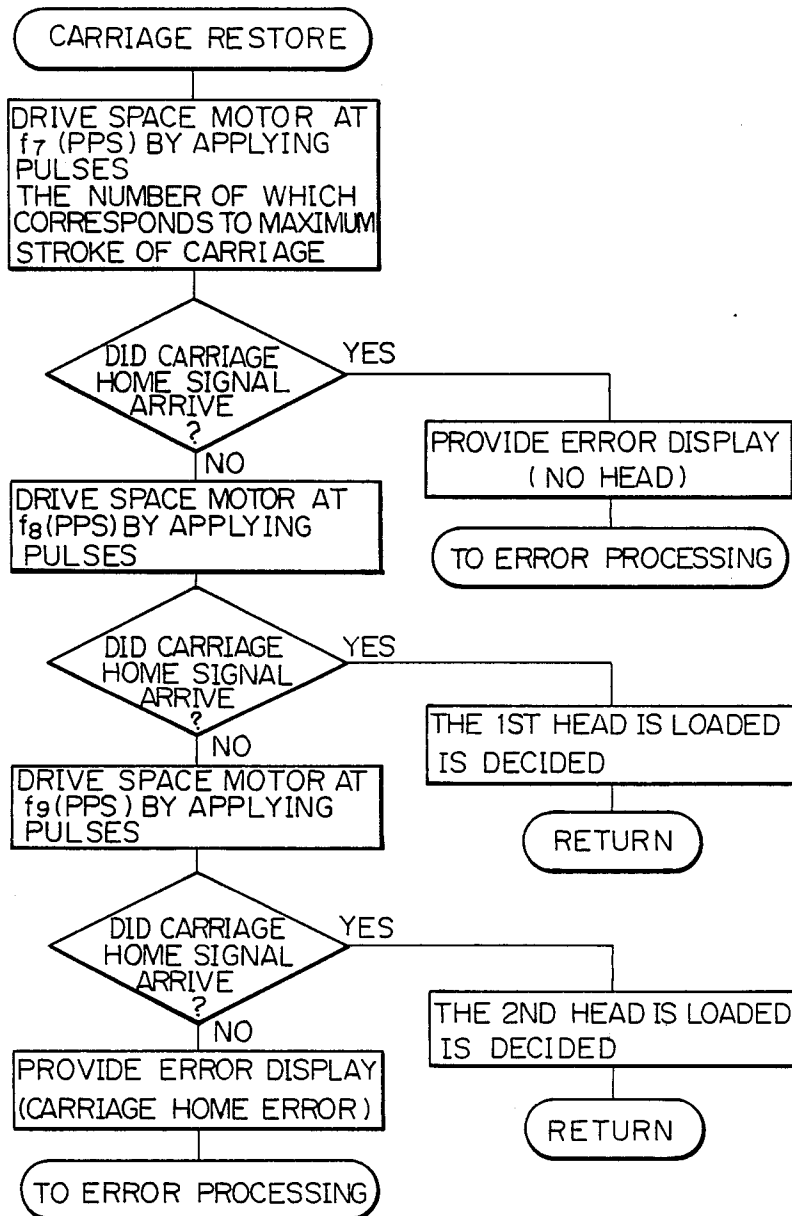 CARRIAGE RESTORE
DRIVE SPACE MOTOR AT
f7 (PPS) BY APPLYING
PULSES
THE NUMBER OF WHICH
CORRESPONDS TO MAXIMUM
STROKE OF CARRIAGE
DID CARRIAGE
HOME SIGNAL
ARRIVE
?
YES
NO
PROVIDE ERROR DISPLAY
(NO HEAD)
TO ERROR PROCESSING
DRIVE SPACE MOTOR AT
f8 (PPS) BY APPLYING
PULSES
DID CARRIAGE
HOME SIGNAL
ARRIVE
?
YES
NO
THE 1ST HEAD IS LOADED
IS DECIDED
RETURN
DRIVE SPACE MOTOR AT
f9 (PPS) BY APPLYING
PULSES
DID CARRIAGE
HOME SIGNAL
ARRIVE
?
YES
NO
THE 2ND HEAD IS LOADED
IS DECIDED
RETURN
PROVIDE ERROR DISPLAY
(CARRIAGE HOME ERROR)
TO ERROR PROCESSING